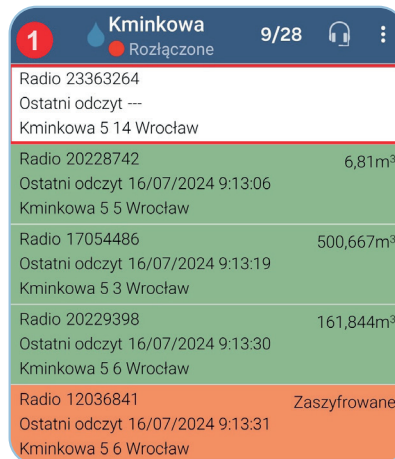 1
Kminkowa
9/28
Rozłączone
Radio 23363264
Ostatni odczyt ---
Kminkowa 5 14 Wrocław
Radio 20228742 6,81m³
Ostatni odczyt 16/07/2024 9:13:06
Kminkowa 5 5 Wrocław
Radio 17054486 500,667m³
Ostatni odczyt 16/07/2024 9:13:19
Kminkowa 5 3 Wrocław
Radio 20229398 161,844m³
Ostatni odczyt 16/07/2024 9:13:30
Kminkowa 5 6 Wrocław
Radio 12036841 Zaszyfrowane
Ostatni odczyt 16/07/2024 9:13:31
Kminkowa 5 6 Wrocław